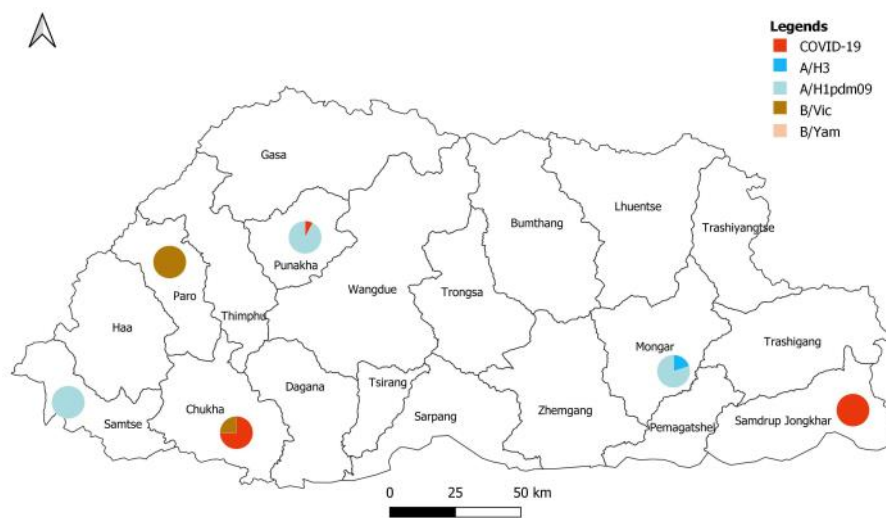 Legends
COVID-19
A/H3
A/H1pdm09
B/Vic
B/Yam
Gasa
Lhuentse
Bumthang
Trashiyangtse
Punakha
Wangdue
Paro
Trongsa
Thimphu
Haa
Mongar
Trashigang
Dagana
Tsirang
Chukha
Zhemgang
Sarpang
Samtse
Pemagatshel
Samdrup Jongkhar
0 25 50 km